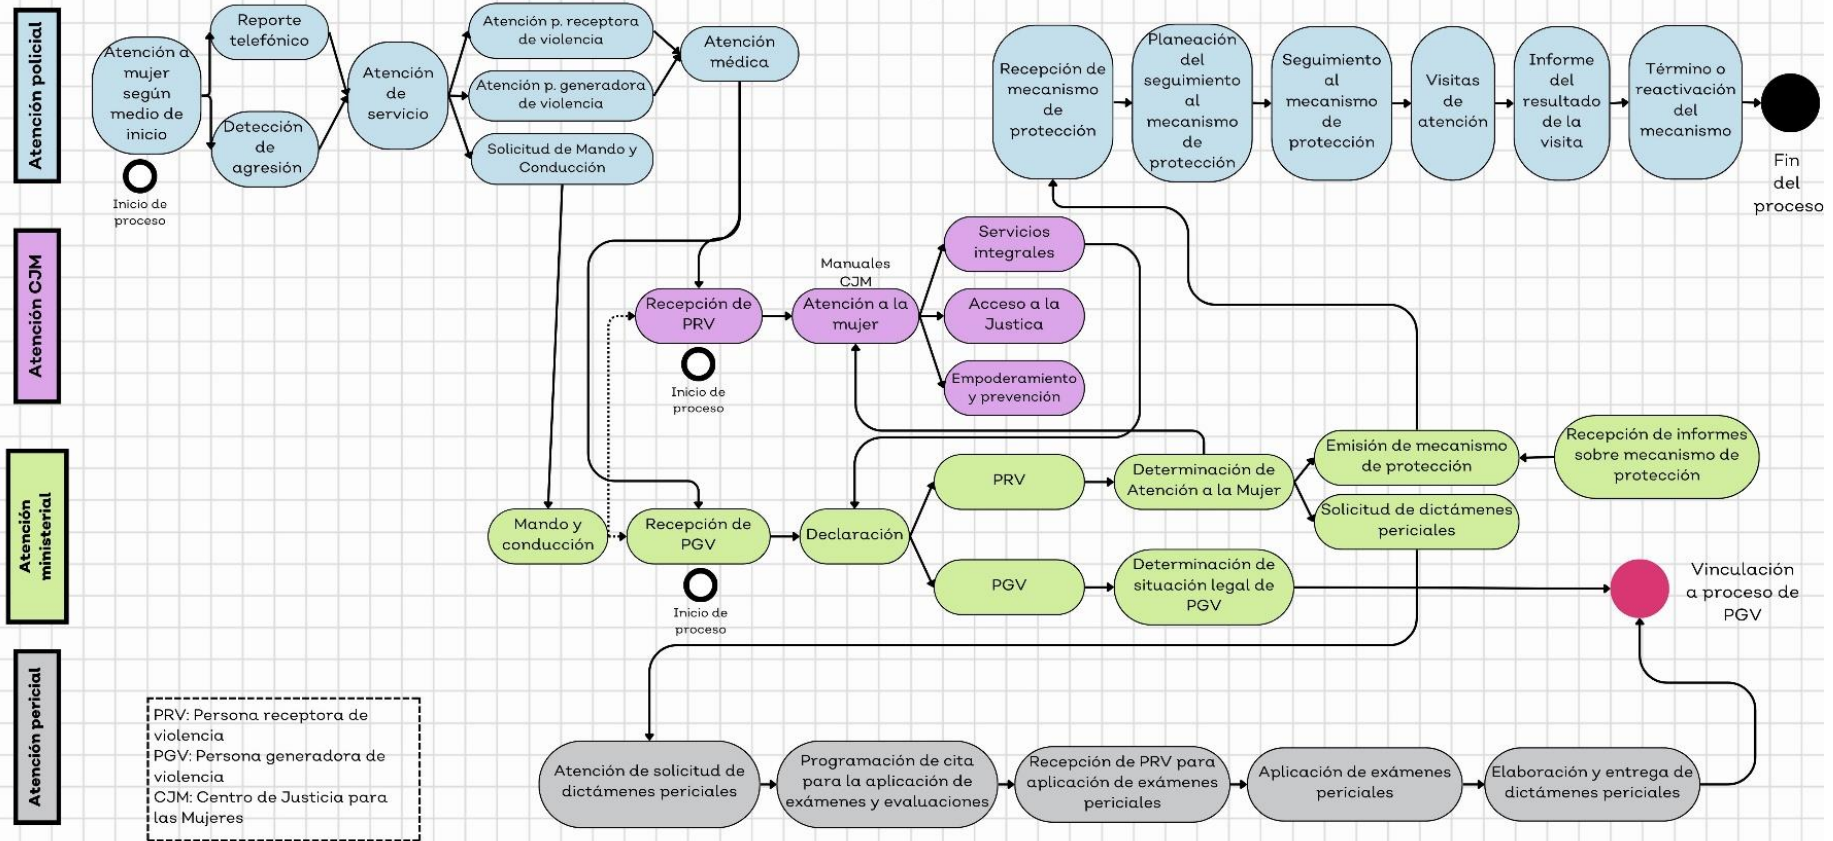 Atención policial
Atención a
mujer
según
medio de
inicio
Inicio de
proceso
Reporte
telefónico
Detección
de
agresión
Atención
de
servicio
Atención p. receptora
de violencia
Atención p. generadora
de violencia
Solicitud de Mando y
Conducción
Atención
médica
Recepción de
mecanismo
de
protección
Planeación
del
seguimiento
al
mecanismo
de
protección
Seguimiento
al
mecanismo
de
protección
Visitas
de
atención
Informe
del
resultado
de la
visita
Término o
reactivación
del
mecanismo
Fin
del
proceso
Atención CJM
Recepción de
PRV
Inicio de
proceso
Manuales
CJM
Atención a la
mujer
Servicios
integrales
Acceso a la
Justica
Empoderamiento
y prevención
Atención
ministerial
Mando y
conducción
Recepción de
PGV
Inicio de
proceso
Declaración
PRV
PGV
Determinación de
Atención a la Mujer
Determinación de
situación legal de
PGV
Emisión de mecanismo
de protección
Solicitud de dictámenes
periciales
Recepción de informes
sobre mecanismo de
protección
Vinculación
a proceso de
PGV
Atención pericial
PRV: Persona receptora de
violencia
PGV: Persona generadora de
violencia
CJM: Centro de Justicia para
las Mujeres
Atención de solicitud de
dictámenes periciales
Programación de cita
para la aplicación de
exámenes y evaluaciones
Recepción de PRV para
aplicación de exámenes
periciales
Aplicación de exámenes
periciales
Elaboración y entrega de
dictámenes periciales